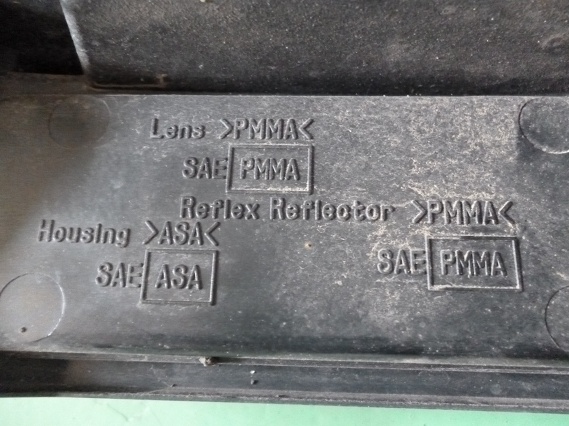 Lens >PMMA<
SAE PMMA
Reflex Reflector >PMMA<
SAE PMMA
Housing >ASA<
SAE ASA